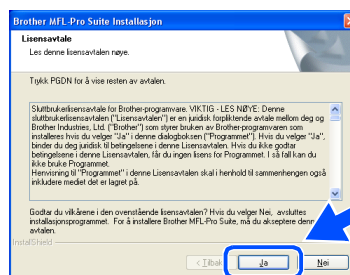 Brother MFL-Pro Suite Installasjon
Lisensavtale
Les denne lisensavtalen nøye.
Trykk PGDN for å vise resten av avtalen.
Sluttbrukerlisensavtale for Brother-programvare. VIKTIG - LES NØYE: Denne
sluttbrukerlisensavtalen ("Lisensavtalen") er en juridisk forpliktende avtale mellom deg og
Brother Industries, Ltd. ("Brother") som styrer bruken av Brother-programvaren som
installeres hvis du velger "Ja", i denne dialogboksen ("Programmet"). Hvis du velger "Ja",
binder du deg juridisk til betingelsene i denne Lisensavtalen. Hvis du ikke godtar
betingelsene i denne Lisensavtalen, får du ingen lisens for Programmet. I så fall kan du
ikke bruke Programmet.
Henvisning til "Programmet" i denne Lisensavtalen skal i henhold til sammenhengen også
inkludere mediet det er lagret på.
Godtar du vilkårene i den ovenstående lisensavtalen? Hvis du velger Nei, avsluttes
installasjonsprogrammet. For å installere Brother MFL-Pro Suite, må du akseptere denne
avtalen.
InstallShield
< Tilbake
Ja
Nei